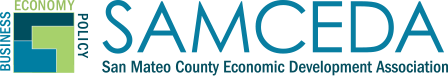 BUSINESS
ECONOMY
POLICY
SAMCEDA
San Mateo County Economic Development Association